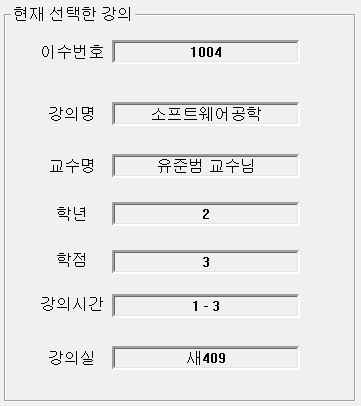 현재 선택한 강의
이수번호 1004
강의명 소프트웨어공학
교수명 유준범 교수님
학년 2
학점 3
강의시간 1 - 3
강의실 새409